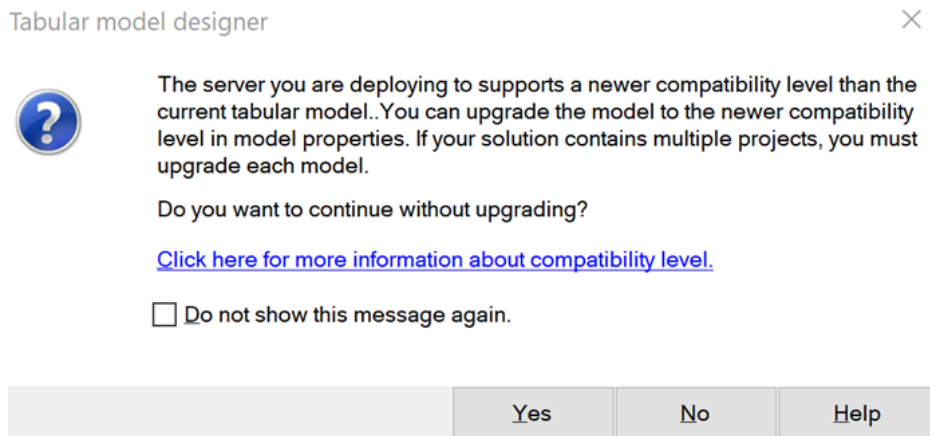 Tabular model designer
The server you are deploying to supports a newer compatibility level than the
current tabular model..You can upgrade the model to the newer compatibility
level in model properties. If your solution contains multiple projects, you must
upgrade each model.
Do you want to continue without upgrading?
Click here for more information about compatibility level.
Do not show this message again.
Yes No Help